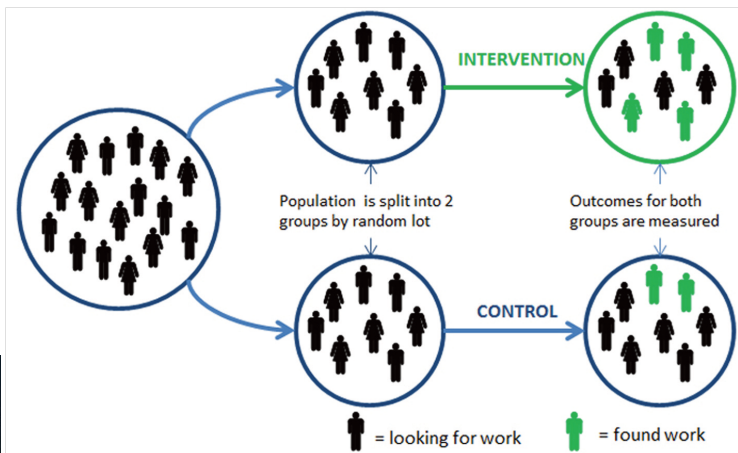 INTERVENTION
Population is split into 2
groups by random lot
Outcomes for both
groups are measured
CONTROL
= looking for work
= found work